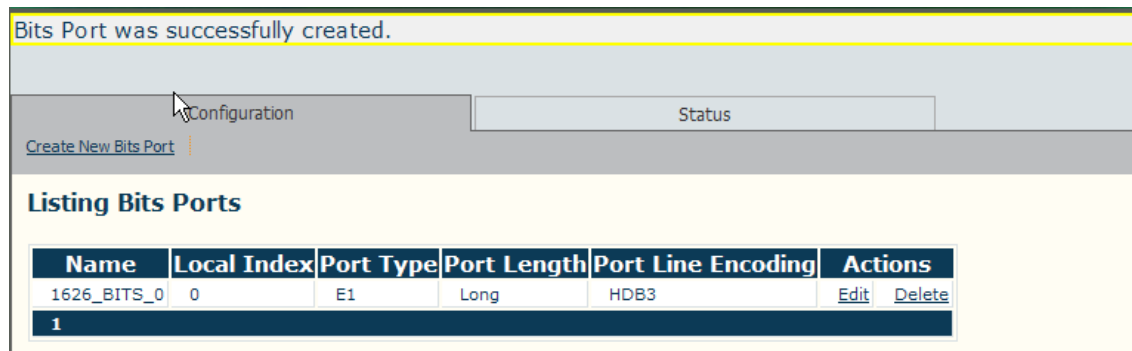 Bits Port was successfully created.
Configuration Status
Create New Bits Port
Listing Bits Ports
Name Local Index Port Type Port Length Port Line Encoding Actions
1626_BITS_0 0 E1 Long HDB3 Edit Delete
1